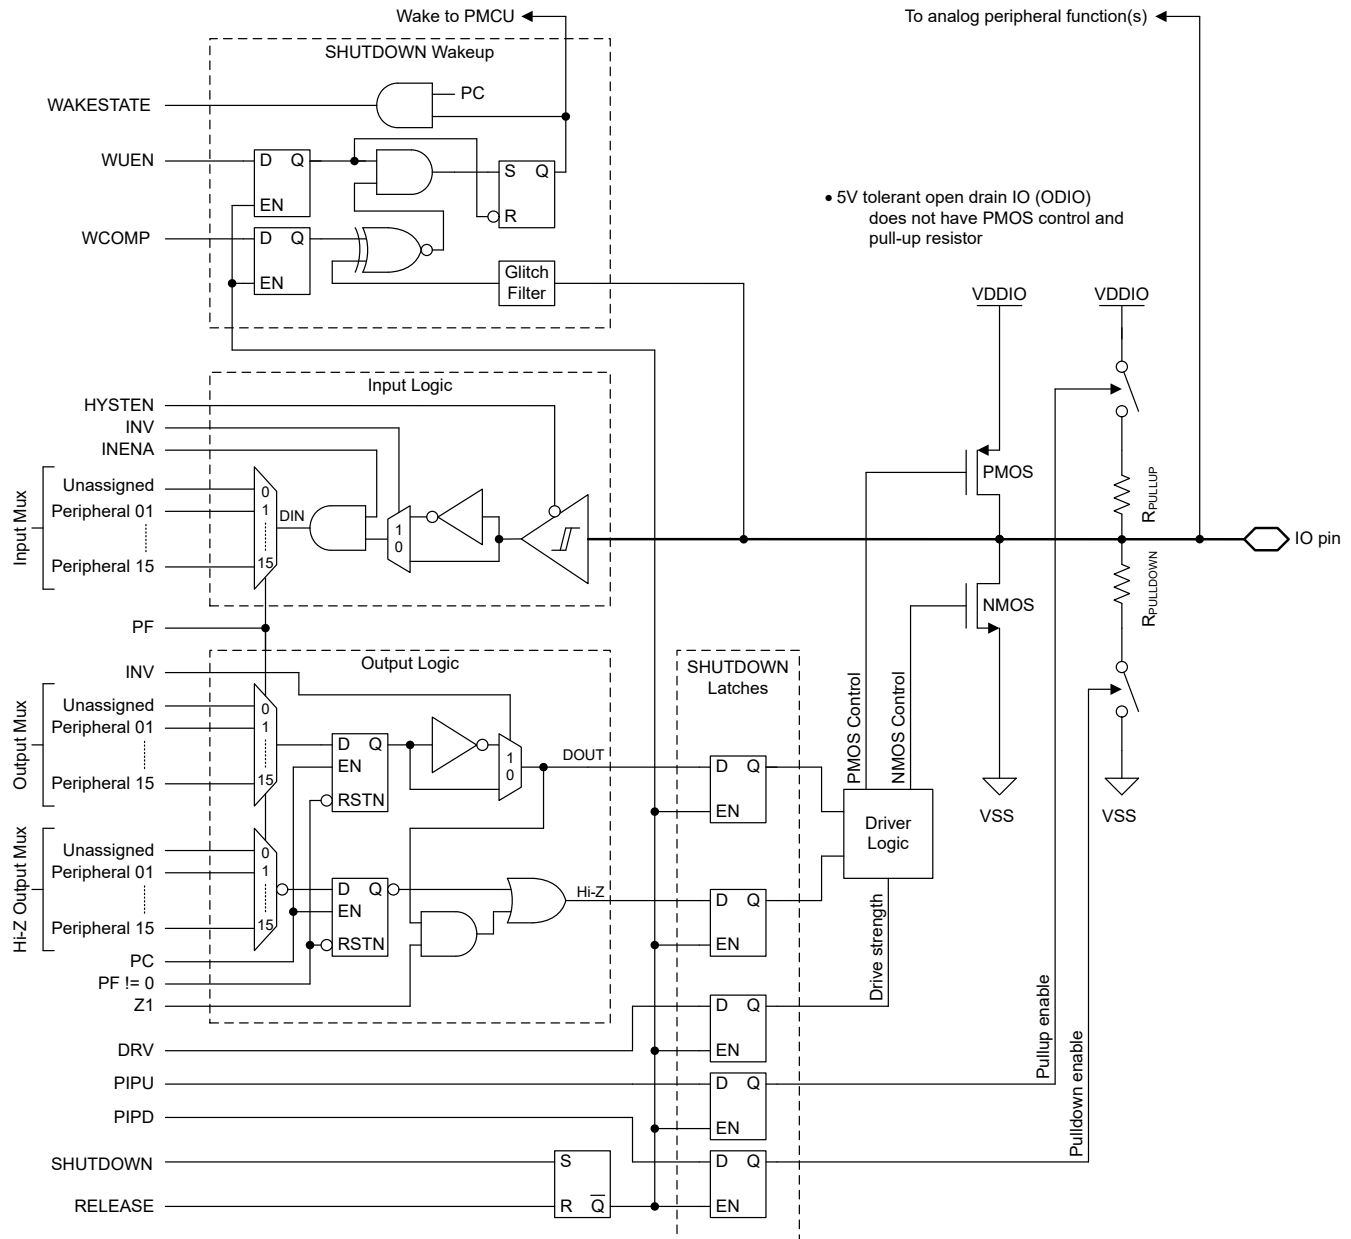 Wake to PMCU
To analog peripheral function(s)
SHUTDOWN Wakeup
WAKESTATE
PC
WUEN
D Q
EN
S Q
R
WCOMP
D Q
EN
Glitch
Filter
• 5V tolerant open drain IO (ODIO)
does not have PMOS control and
pull-up resistor
VDDIO
VDDIO
Input Logic
HYSTEN
INV
INENA
Input Mux
Unassigned
Peripheral 01
Peripheral 15
0
1
15
DIN
1
0
PMOS
RPULLUP
IO pin
NMOS
RPULLDOWN
PF
Output Logic
INV
Output Mux
Unassigned
Peripheral 01
Peripheral 15
0
1
15
D Q
EN
RSTN
1
0
DOUT
SHUTDOWN
Latches
D Q
EN
PMOS Control
NMOS Control
Driver
Logic
VSS
VSS
Hi-Z Output Mux
Unassigned
Peripheral 01
Peripheral 15
0
1
15
D Q
EN
RSTN
Hi-Z
D Q
EN
Drive strength
PC
PF != 0
Z1
DRV
D Q
EN
Pullup enable
PIPU
D Q
EN
Pulldown enable
PIPD
D Q
EN
SHUTDOWN
RELEASE
S
R Q